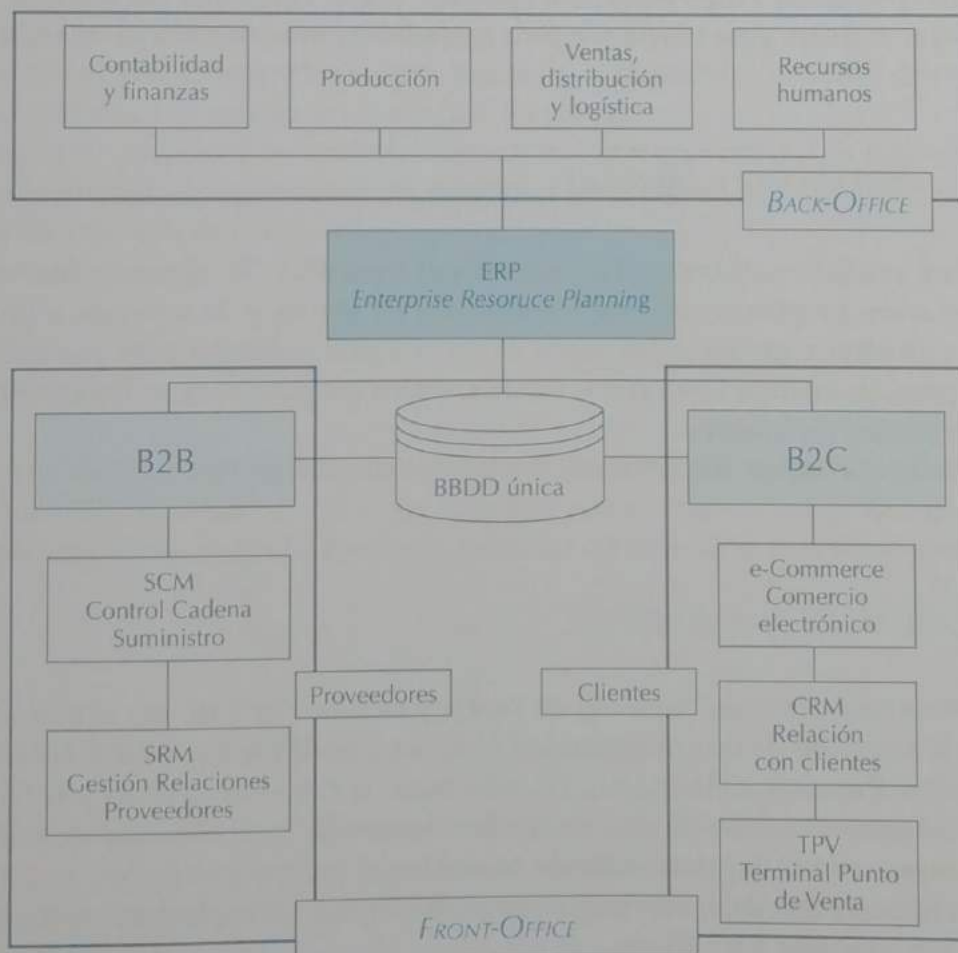 Contabilidad
y finanzas
Producción
Ventas,
distribución
y logística
Recursos
humanos
BACK-OFFICE
ERP
Enterprise Resoruce Planning
B2B
BBDD única
B2C
SCM
Control Cadena
Suministro
e-Commerce
Comercio
electrónico
Proveedores
Clientes
SRM
Gestión Relaciones
Proveedores
CRM
Relación
con clientes
TPV
Terminal Punto
de Venta
FRONT-OFFICE